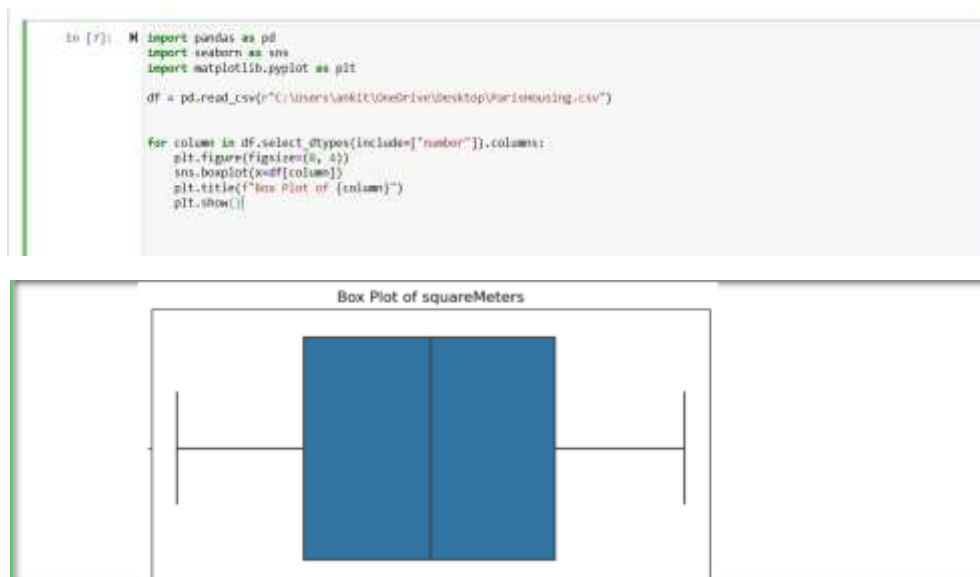 In [7]:
import pandas as pd
import seaborn as sns
import matplotlib.pyplot as plt
df = pd.read_csv(r"C:\Users\ankit\OneDrive\Desktop\ParisHousing.csv")
for column in df.select_dtypes(include=["number"]).columns:
plt.figure(figsize=(8, 4))
sns.boxplot(x=df[column])
plt.title(f"Box Plot of {column}")
plt.show()
Box Plot of squareMeters